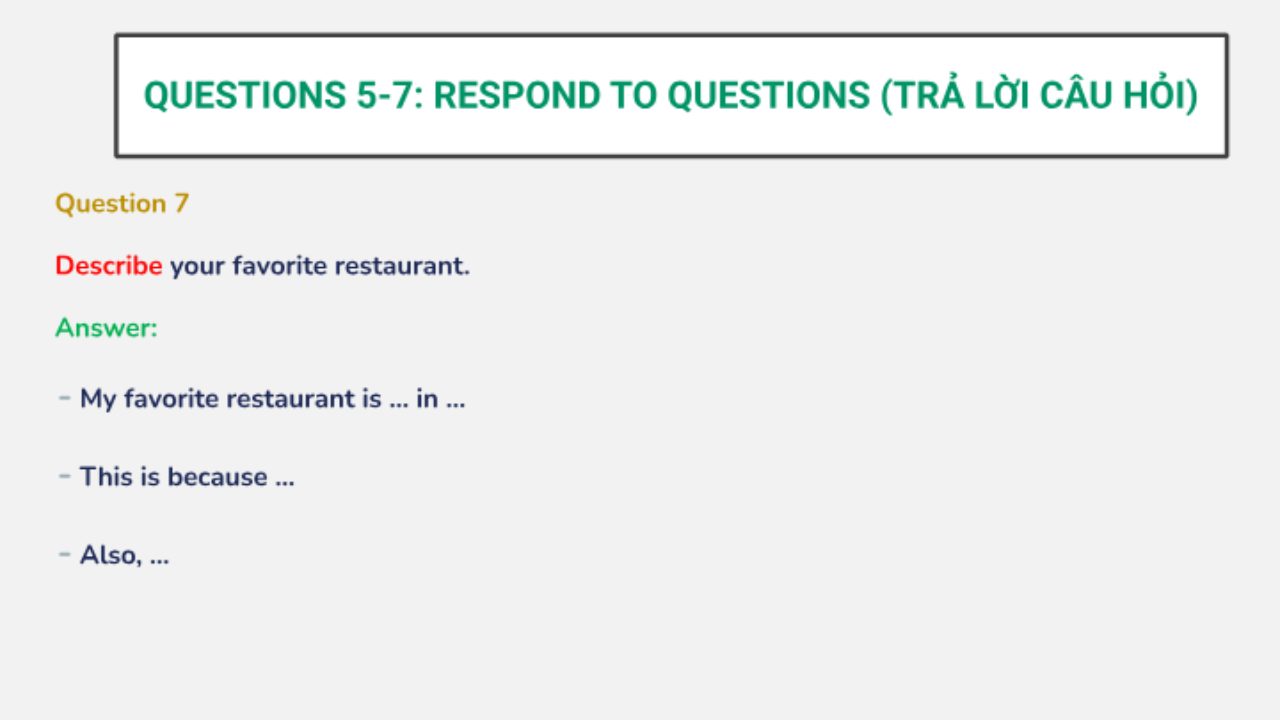 QUESTIONS 5-7: RESPOND TO QUESTIONS (TRẢ LỜI CÂU HỎI)
Question 7
Describe your favorite restaurant.
Answer:
- My favorite restaurant is ... in ...
- This is because ...
- Also, ...